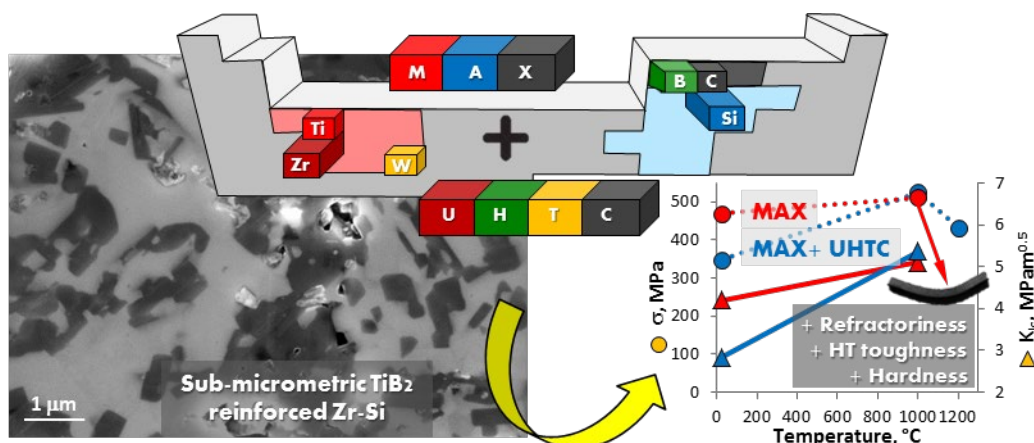 M A X
B C
Ti
Si
Zr
W
U H T C
500
400
300
200
100
0
σ, MPa
7
6
5
4
3
2
MPam0.5
MAX
MAX+ UHTC
+ Refractoriness
+ HT toughness
+ Hardness
0 200 400 600 800 1000 1200
Temperature, °C
Sub-micrometric TiB2
reinforced Zr-Si
1 µm